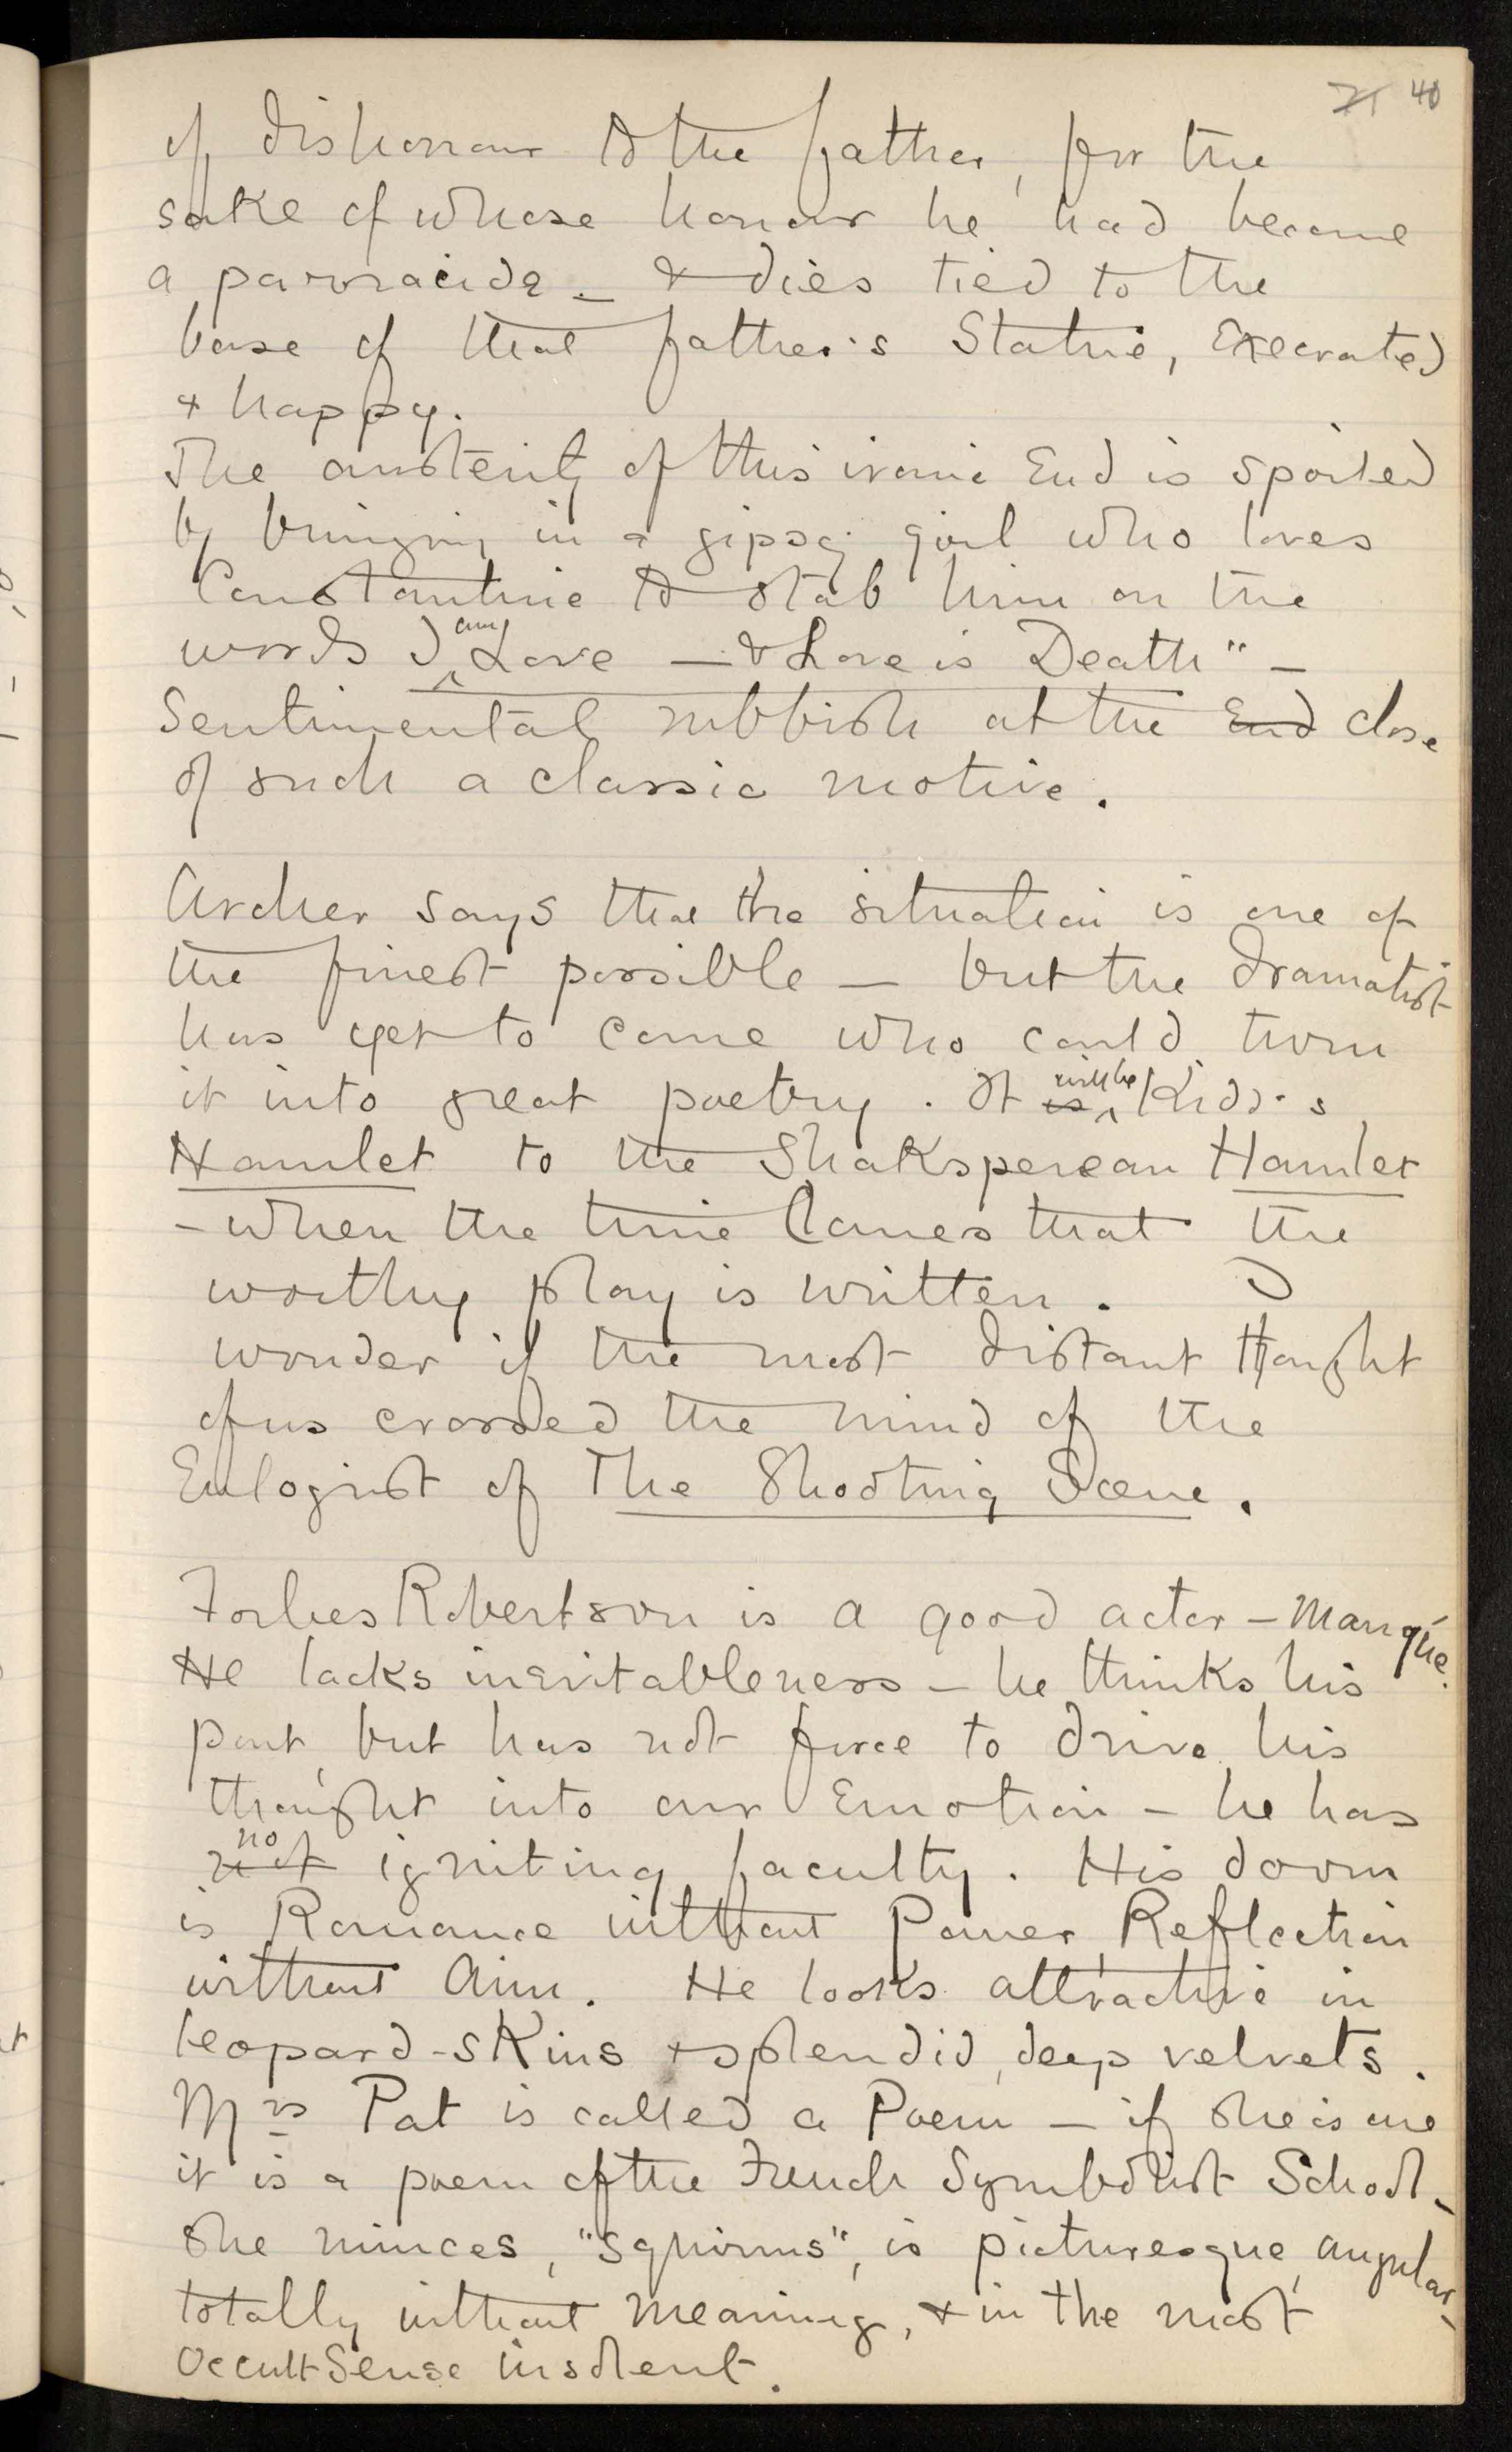 21 40
of dishonour to the father, for the
sake of whose honour he had become
a parracide – & dies tied to the
base of that father's Statue, Execrated
& happy.
The austerity of this ironic End is spoiled
by bringing in a gipsy girl who loves
Constantine to stab him on the
words I am Love – & Love is Death" –
Sentimental rubbish at the End close
of such a classic motive.
Archer says that the situation is one of
the finest possible – but the dramatist
has yet to come who could turn
it into great poetry. It is will be Kidd's
Hamlet to the Shaksperean Hamlet
– when the time comes that the
worthy play is written. I
wonder if the most distant thought
of us crossed the mind of the
Eulogist of The Shooting Scene.
Forbes Robertson is a good actor – Manqúe.
He lacks inevitableness – he thinks his
part, but has not force to drive his
thought into our Emotion – he has
not no igniting faculty. His doom
is Romance without Power, Reflection
without Aim. He looks attractive in
leopard-skins & splendid, deep velvets.
Mrs Pat is called a Poem – if she is one
it is a poem of the French Symbolist School –
she minces, "squirms", is picturesque, angular –
totally without meaning, & in the most
occult Sense insolent.